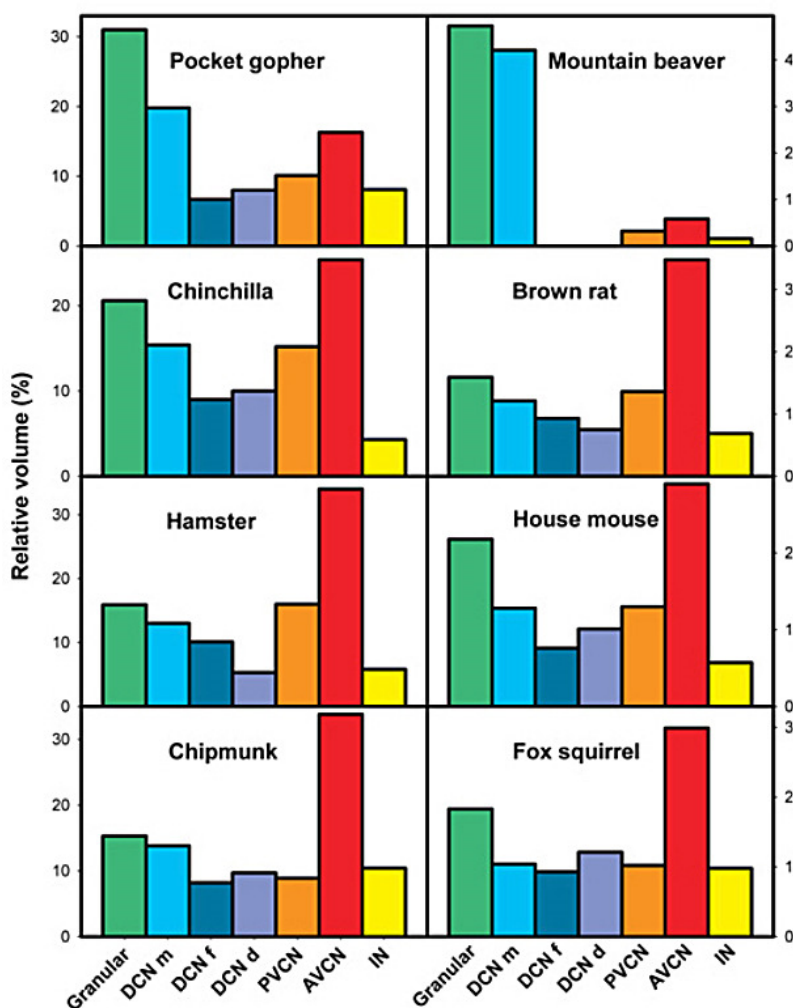 Pocket gopher
30
20
10
0
Mountain beaver
4
3
2
1
0
Chinchilla
20
10
0
Brown rat
3
2
1
0
Hamster
30
20
10
0
House mouse
2
1
0
Chipmunk
30
20
10
0
Fox squirrel
3
2
1
0
Relative volume (%)
Granular
DCN m
DCN f
DCN d
PVCN
AVCN
IN
Granular
DCN m
DCN f
DCN d
PVCN
AVCN
IN